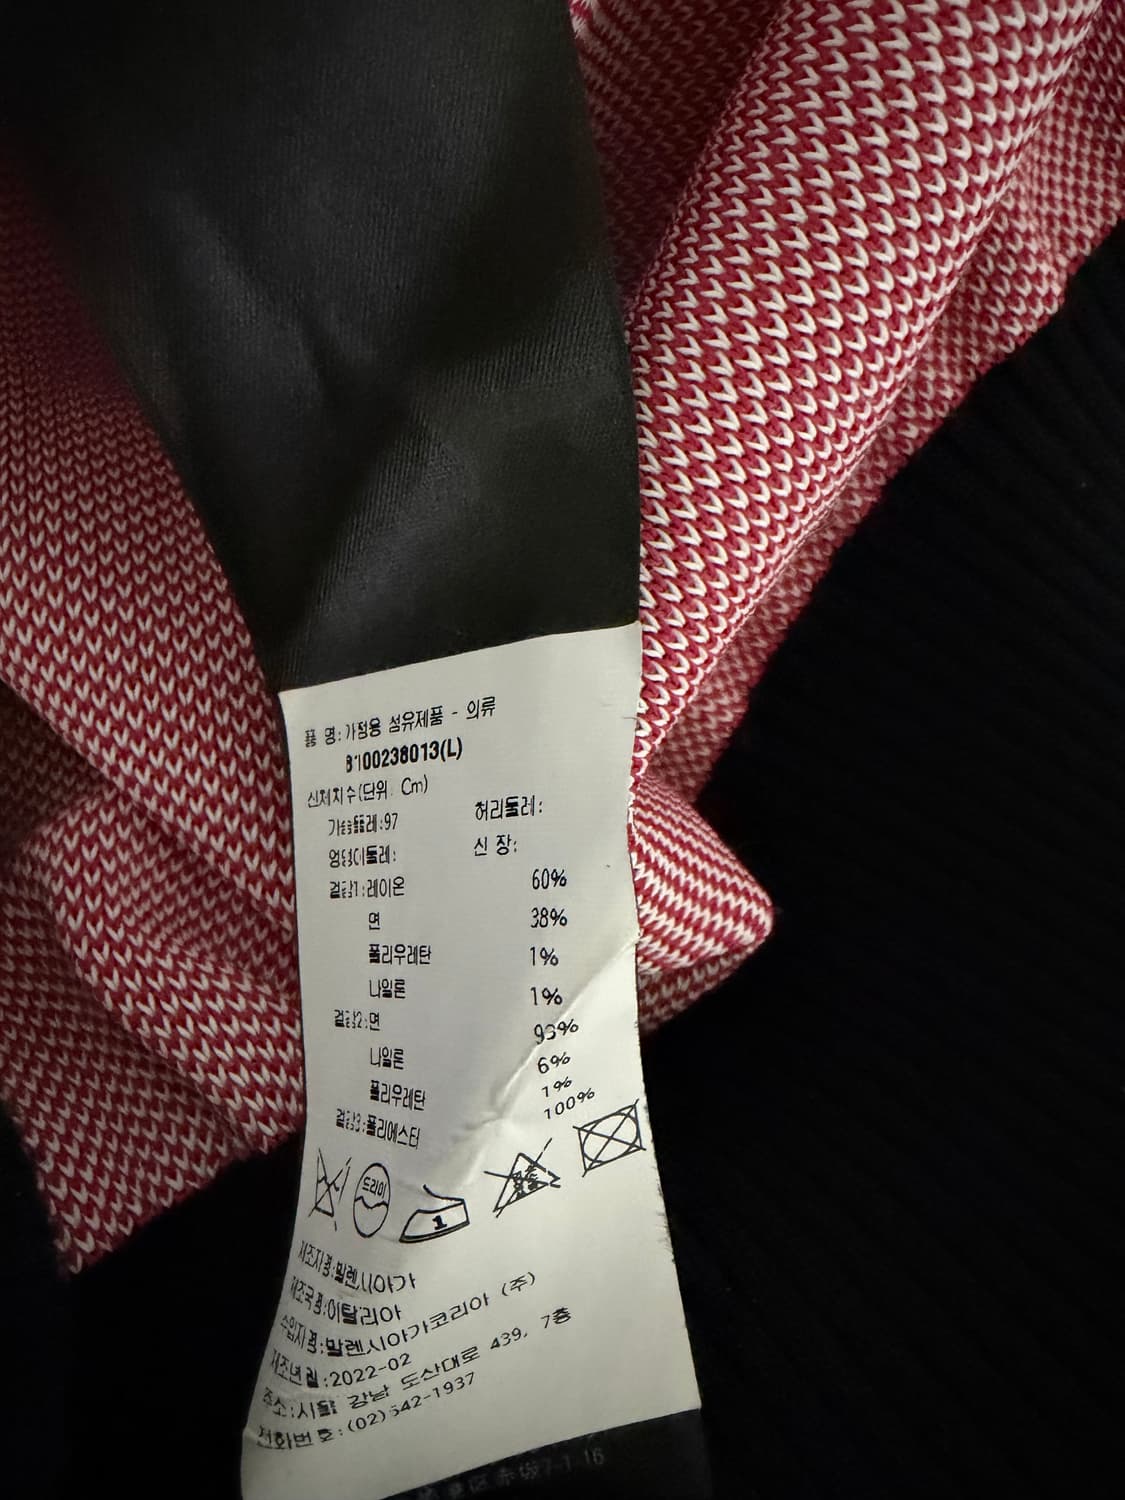 품 명:가정용 섬유제품 - 의류
8100238013(L)
신체치수(단위. Cm)
가슴둘레:97 허리둘레:
엉덩이둘레: 신 장:
겉감1:레이온 60%
면 38%
폴리우레탄 1%
나일론 1%
겉감2:면 93%
나일론 6%
폴리우레탄 1%
겉감3:폴리에스터 100%
드라이
1
제조자명:발렌시아가
제조국명:이탈리아
수입자명:발렌시아가코리아 (주)
제조년월:2022-02
주소:서울 강남 도산대로 439, 7층
전화번호:(02)542-1937
区赤坂7-1-16